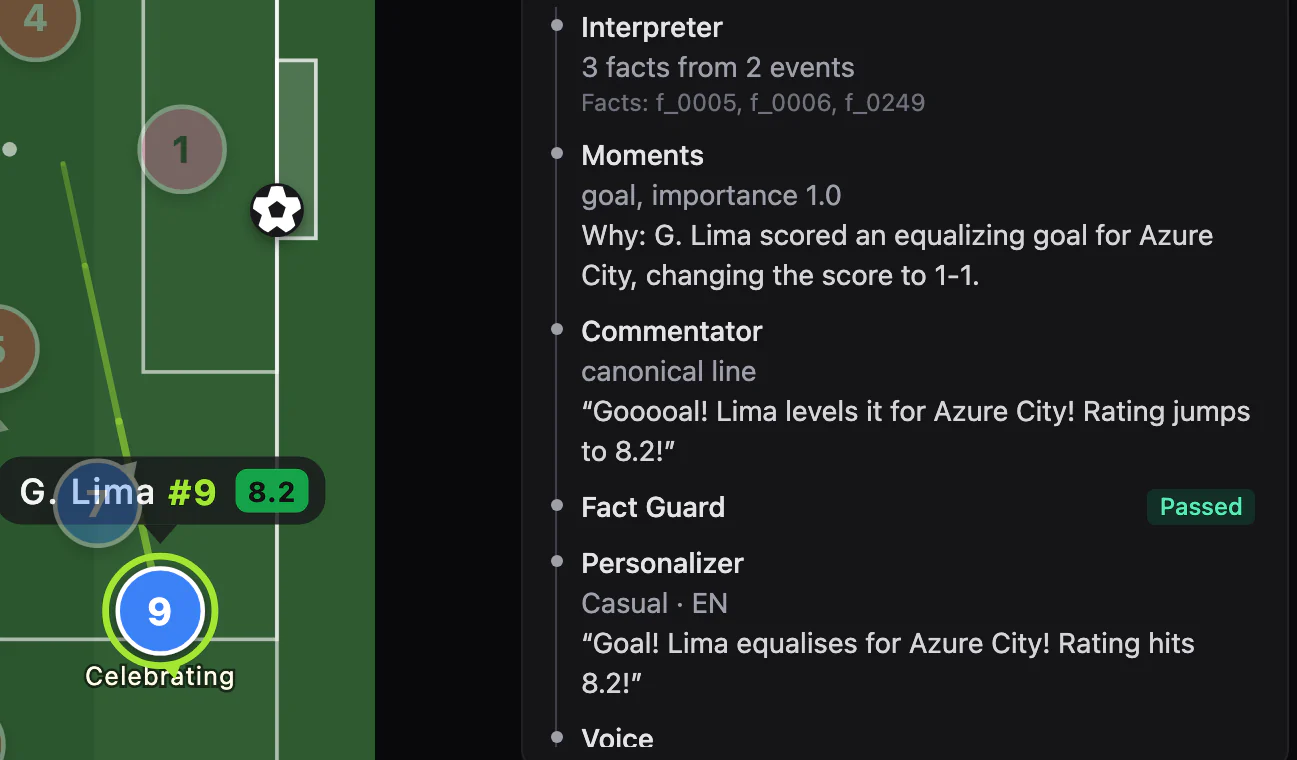 4
1
5
7
G. Lima #9 8.2
9
Celebrating
Interpreter
3 facts from 2 events
Facts: f_0005, f_0006, f_0249
Moments
goal, importance 1.0
Why: G. Lima scored an equalizing goal for Azure
City, changing the score to 1-1.
Commentator
canonical line
“Gooooal! Lima levels it for Azure City! Rating jumps
to 8.2!”
Fact Guard
Passed
Personalizer
Casual · EN
“Goal! Lima equalises for Azure City! Rating hits
8.2!”
Voice